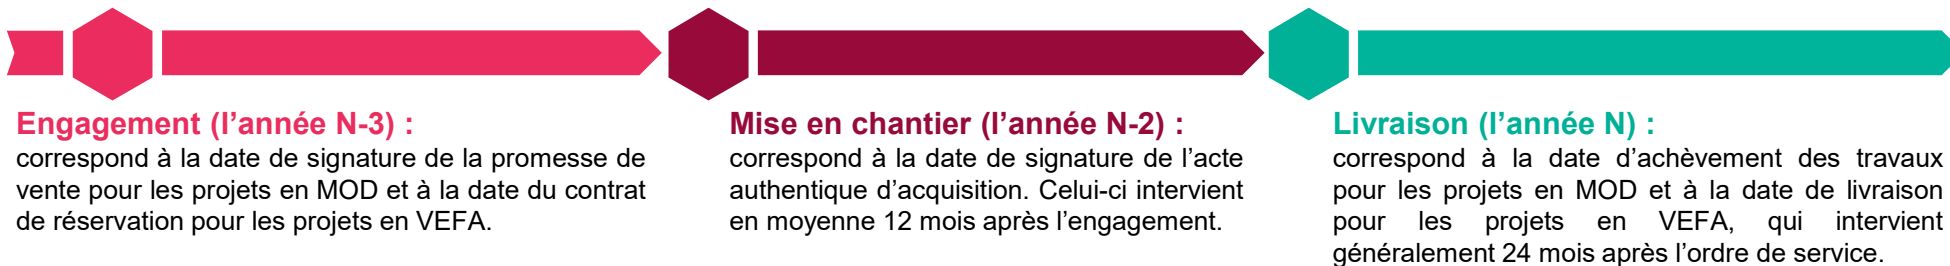 Engagement (l’année N-3) :
correspond à la date de signature de la promesse de
vente pour les projets en MOD et à la date du contrat
de réservation pour les projets en VEFA.
Mise en chantier (l’année N-2) :
correspond à la date de signature de l’acte
authentique d’acquisition. Celui-ci intervient
en moyenne 12 mois après l’engagement.
Livraison (l’année N) :
correspond à la date d’achèvement des travaux
pour les projets en MOD et à la date de livraison
pour les projets en VEFA, qui intervient
généralement 24 mois après l’ordre de service.